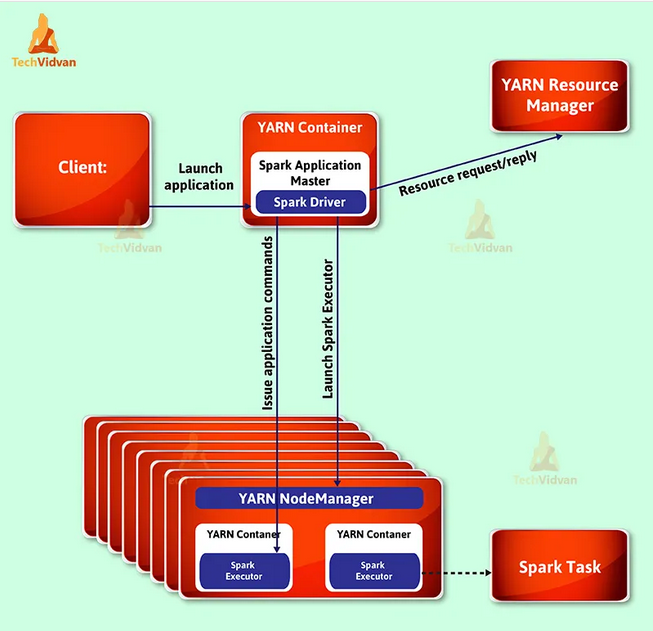 TechVidvan
YARN Resource
Manager
YARN Container
Client:
Launch
application
Spark Application
Master
Spark Driver
Resource request/reply
TechVidvan
TechVidvan
Issue application commands
Launch Spark Executor
TechVidvan
YARN NodeManager
YARN Contaner
YARN Contaner
Spark
Executor
Spark
Executor
Spark Task